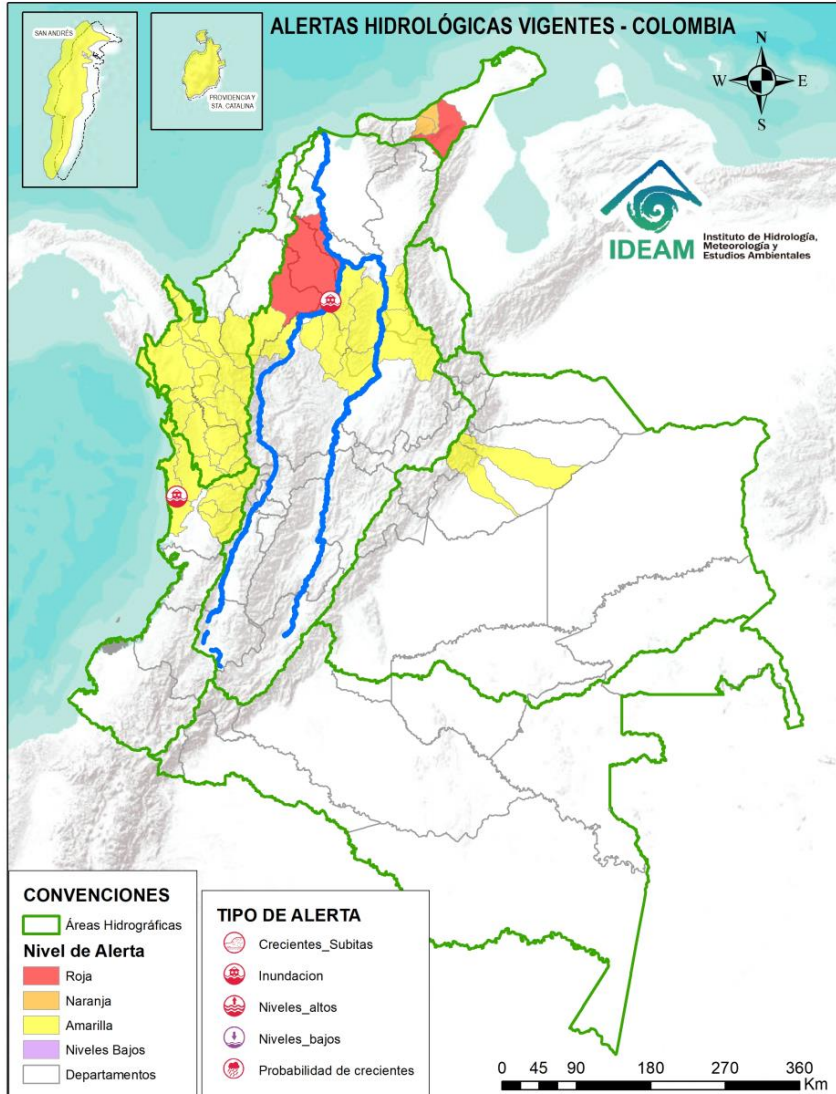 ALERTAS HIDROLÓGICAS VIGENTES - COLOMBIA
SAN ANDRÉS
PROVIDENCIA Y
STA. CATALINA
N
W
E
S
IDEAM
Instituto de Hidrología,
Meteorología y
Estudios Ambientales
CONVENCIONES
Áreas Hidrográficas
Nivel de Alerta
Roja
Naranja
Amarilla
Niveles Bajos
Departamentos
TIPO DE ALERTA
Crecientes_Subitas
Inundacion
Niveles_altos
Niveles_bajos
Probabilidad de crecientes
0 45 90 180 270 360
Km